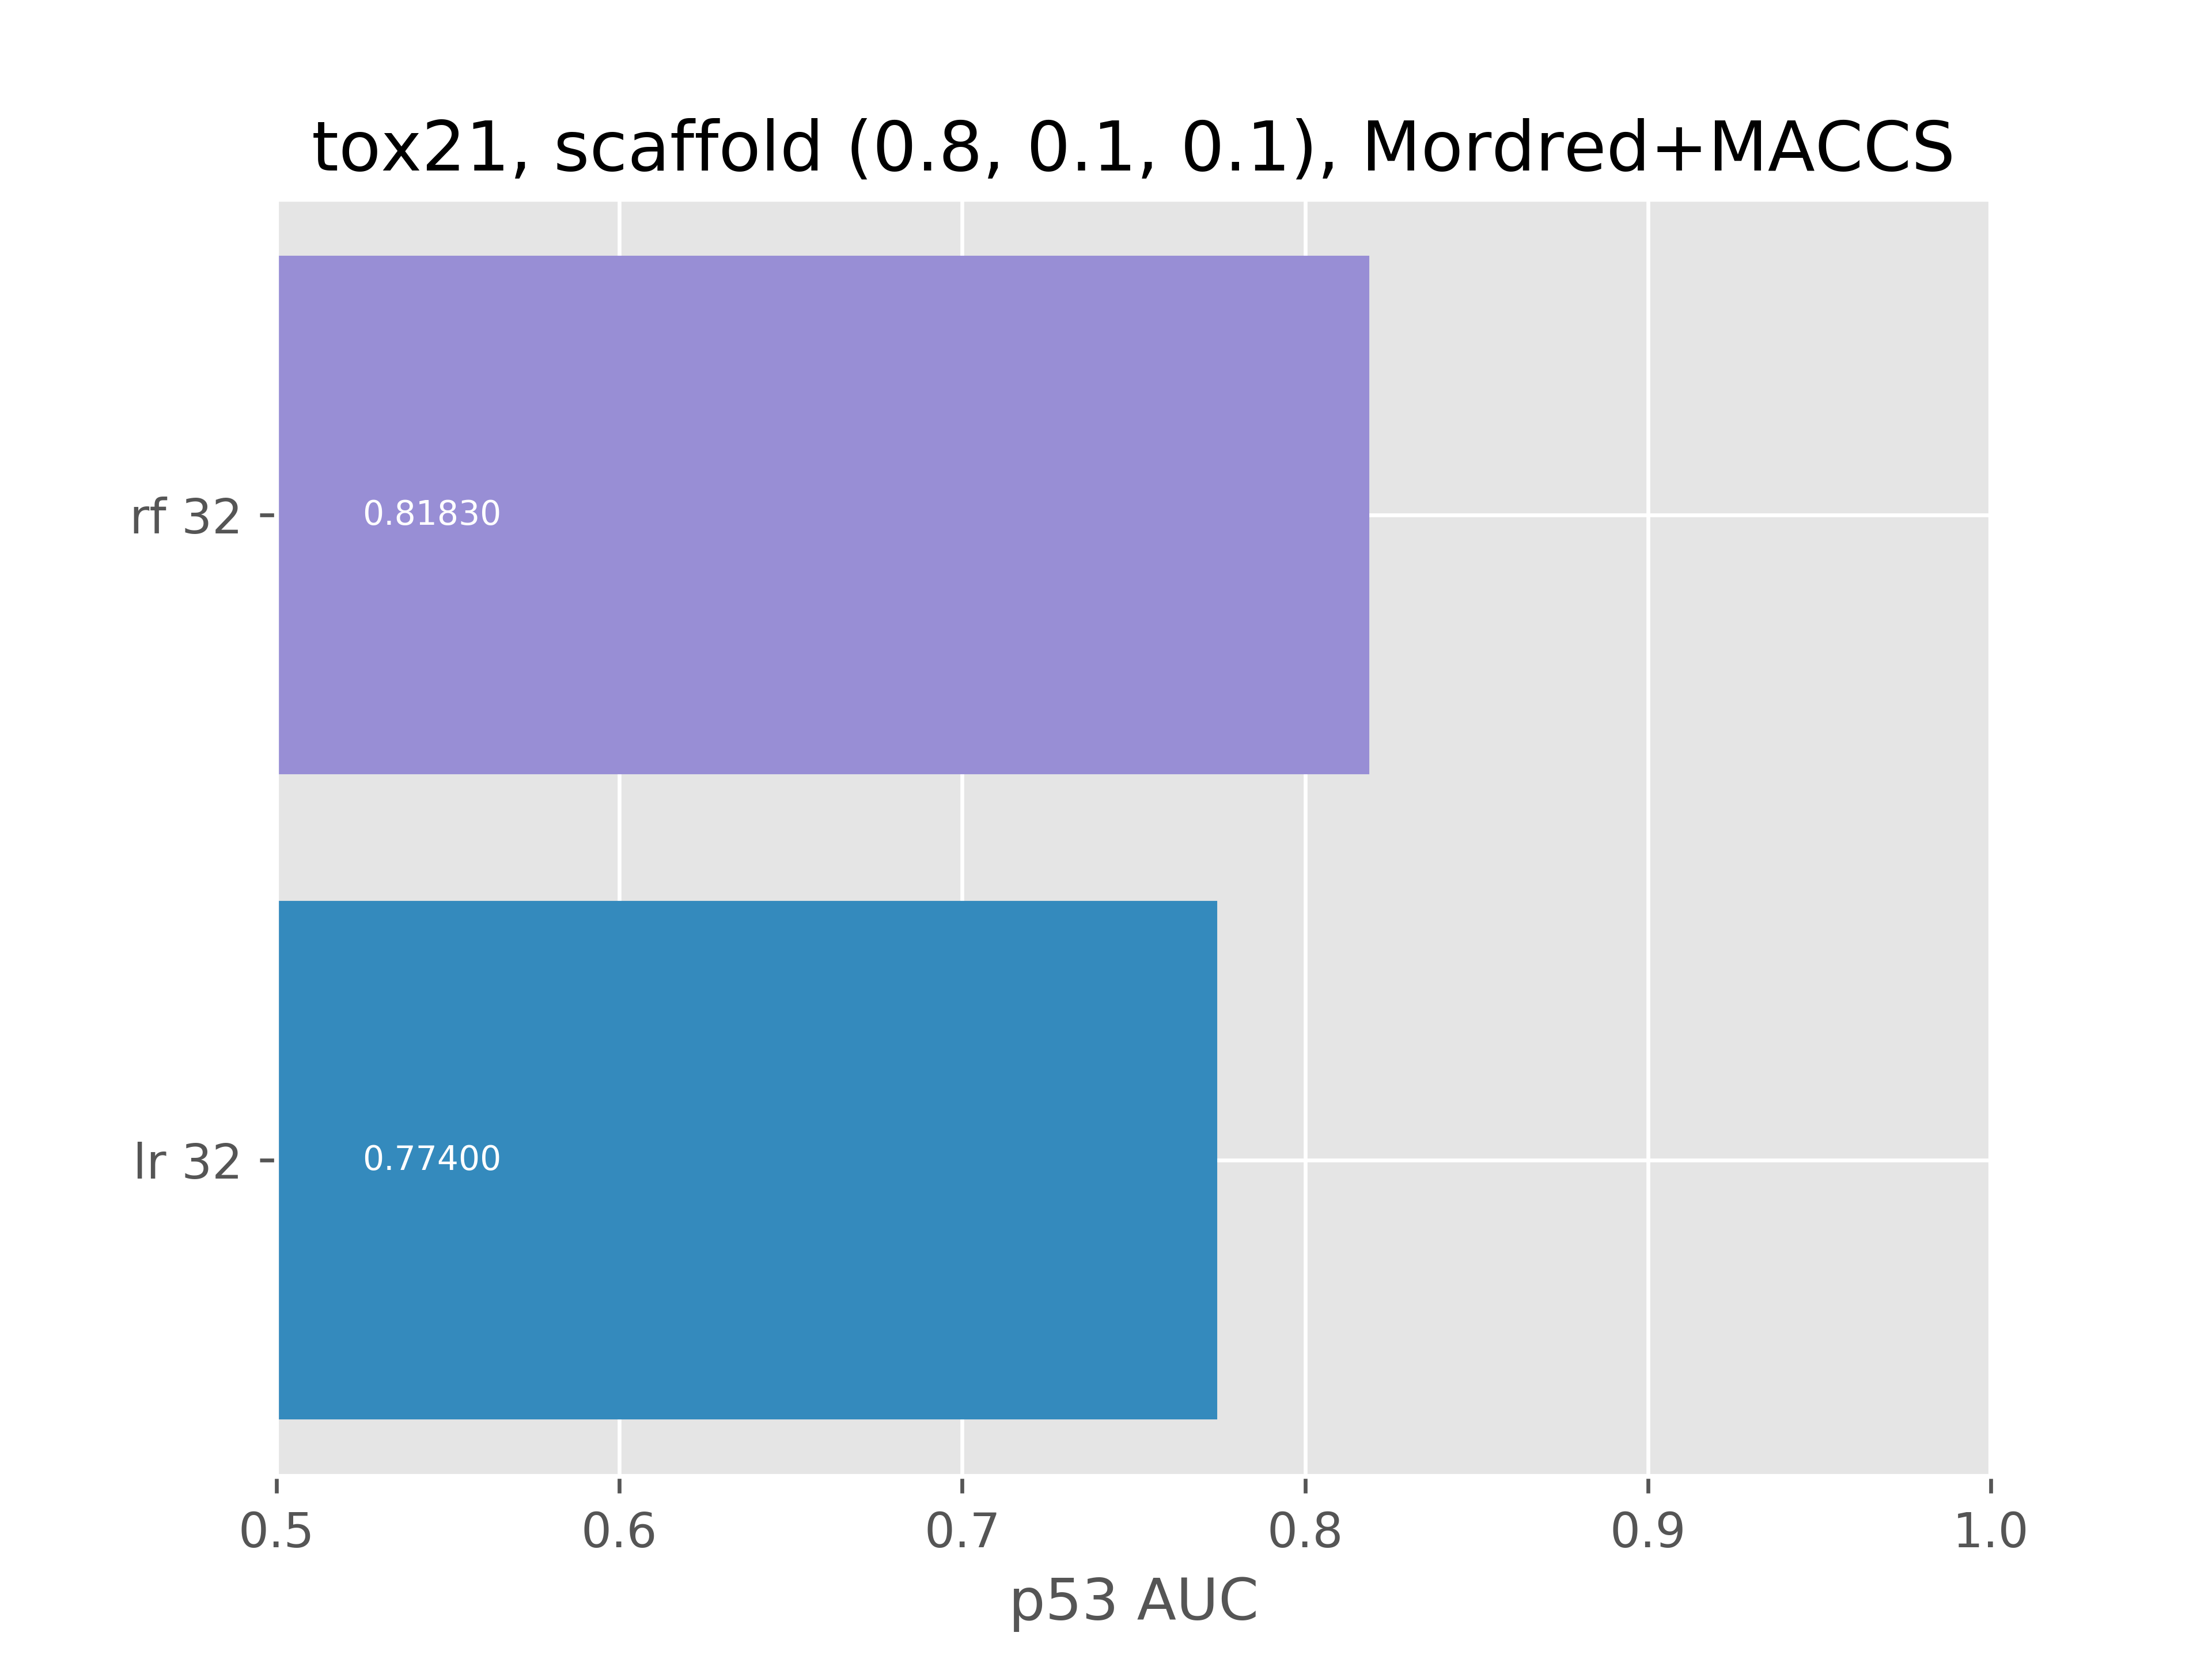 tox21, scaffold (0.8, 0.1, 0.1), Mordred+MACCS
rf 32
0.81830
lr 32
0.77400
0.5 0.6 0.7 0.8 0.9 1.0
p53 AUC